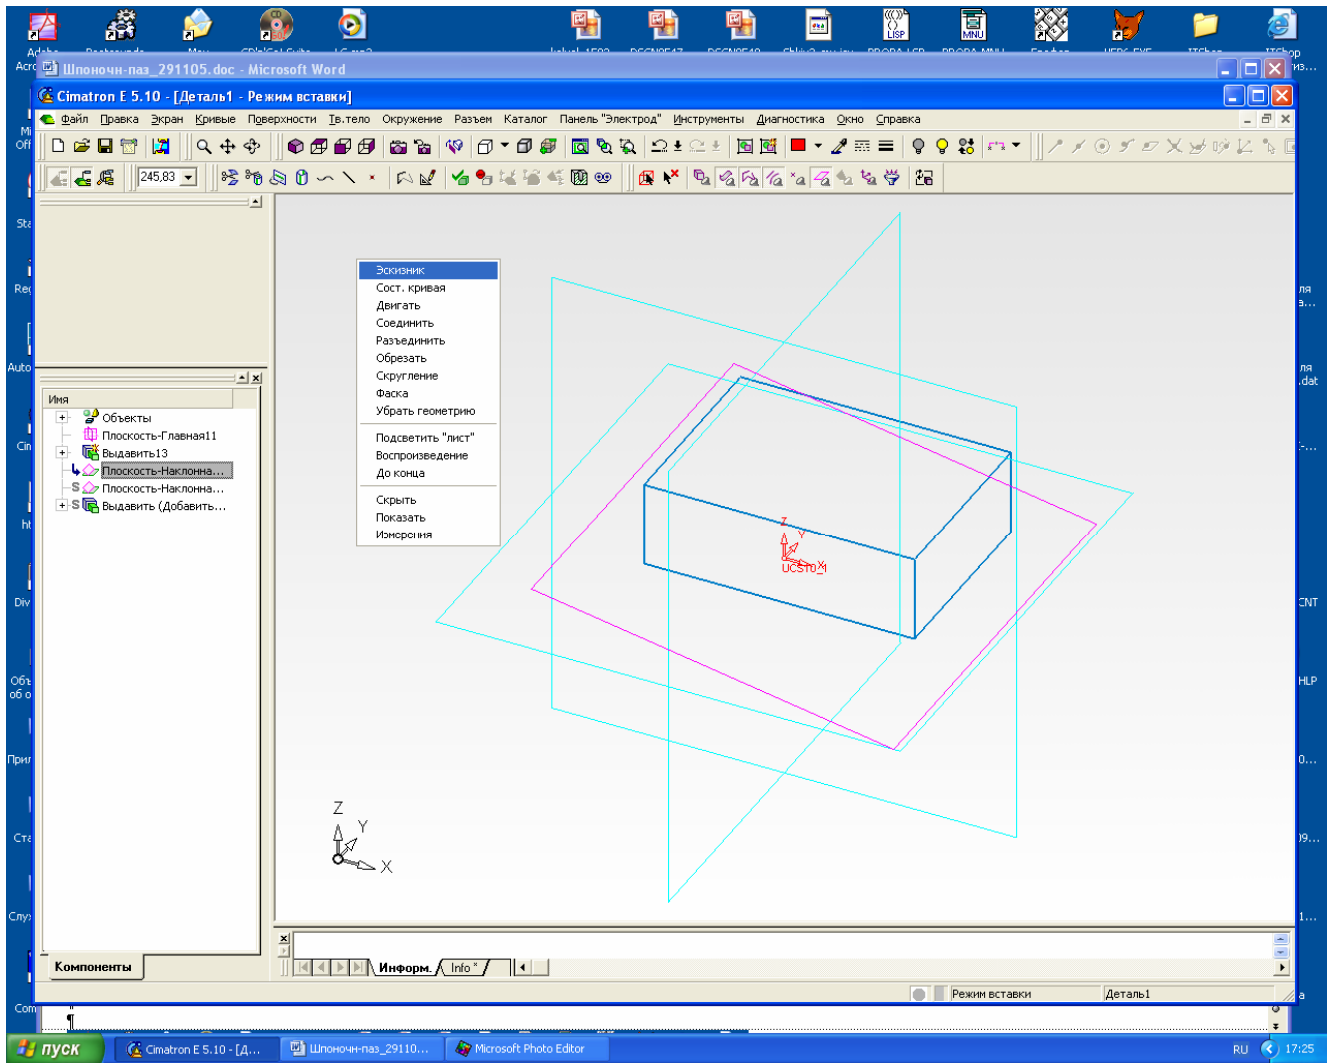 Шпоночн-паз_291105.doc - Microsoft Word
Cimatron E 5.10 - [Деталь1 - Режим вставки]
Файл Правка Экран Кривые Поверхности Тв.тело Окружение Разъем Каталог Панель "Электрод" Инструменты Диагностика Окно Справка
245,83
Эскизник
Сост. кривая
Двигать
Соединить
Разъединить
Обрезать
Скругление
Фаска
Убрать геометрию
Подсветить "лист"
Воспроизведение
До конца
Скрыть
Показать
Измерения
Имя
Объекты
Плоскость-Главная11
Выдавить13
Плоскость-Наклонна...
S Плоскость-Наклонна...
S Выдавить (Добавить...
Z
Y
X
UCS10_1
Z
Y
X
Компоненты
Информ.
Info *
Режим вставки
Деталь1
пуск
Cimatron E 5.10 - [Д...
Шпоночн-паз_29110...
Microsoft Photo Editor
RU
17:25